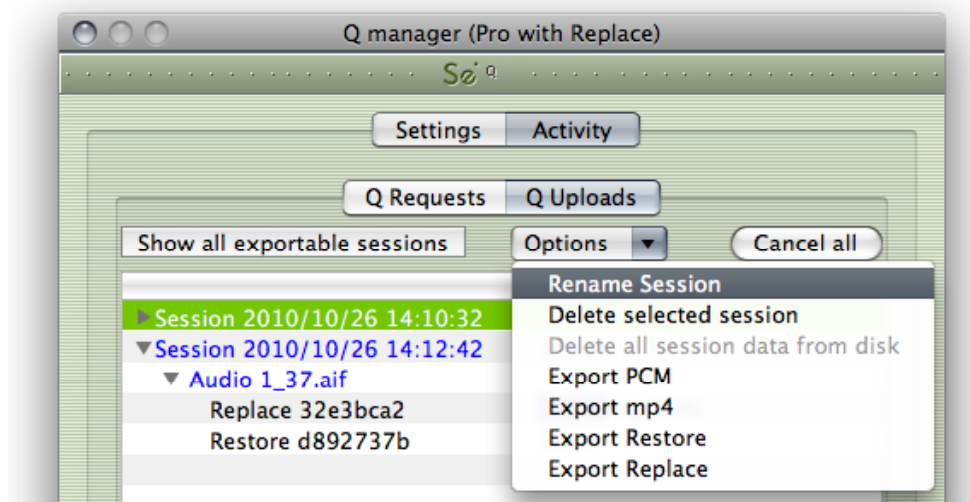 Q manager (Pro with Replace)
Settings Activity
Q Requests Q Uploads
Show all exportable sessions Options Cancel all
Rename Session
Delete selected session
Delete all session data from disk
Export PCM
Export mp4
Export Restore
Export Replace
Session 2010/10/26 14:10:32
Session 2010/10/26 14:12:42
Audio 1_37.aif
Replace 32e3bca2
Restore d892737b